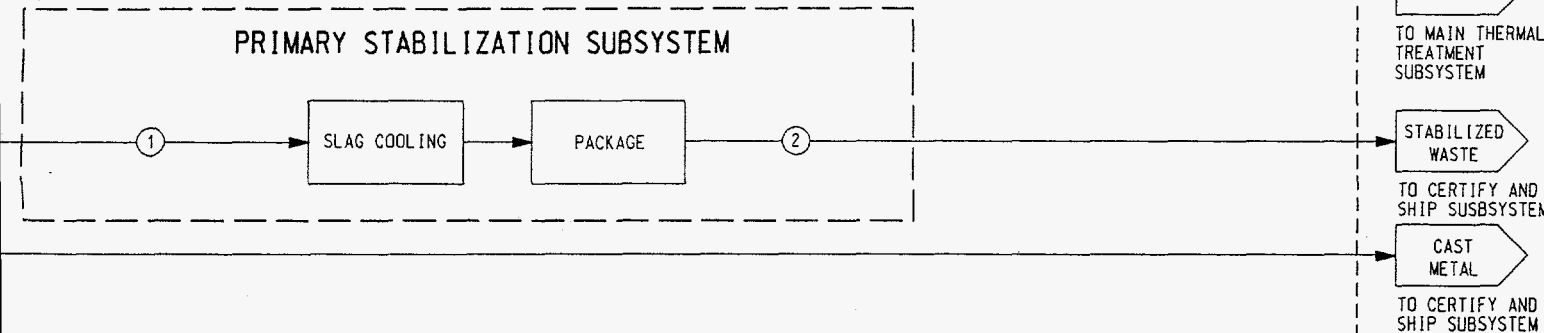 PRIMARY STABILIZATION SUBSYSTEM
TO MAIN THERMAL
TREATMENT
SUBSYSTEM
1
SLAG COOLING
PACKAGE
2
STABILIZED
WASTE
TO CERTIFY AND
SHIP SUSBSYSTEM
CAST
METAL
TO CERTIFY AND
SHIP SUBSYSTEM